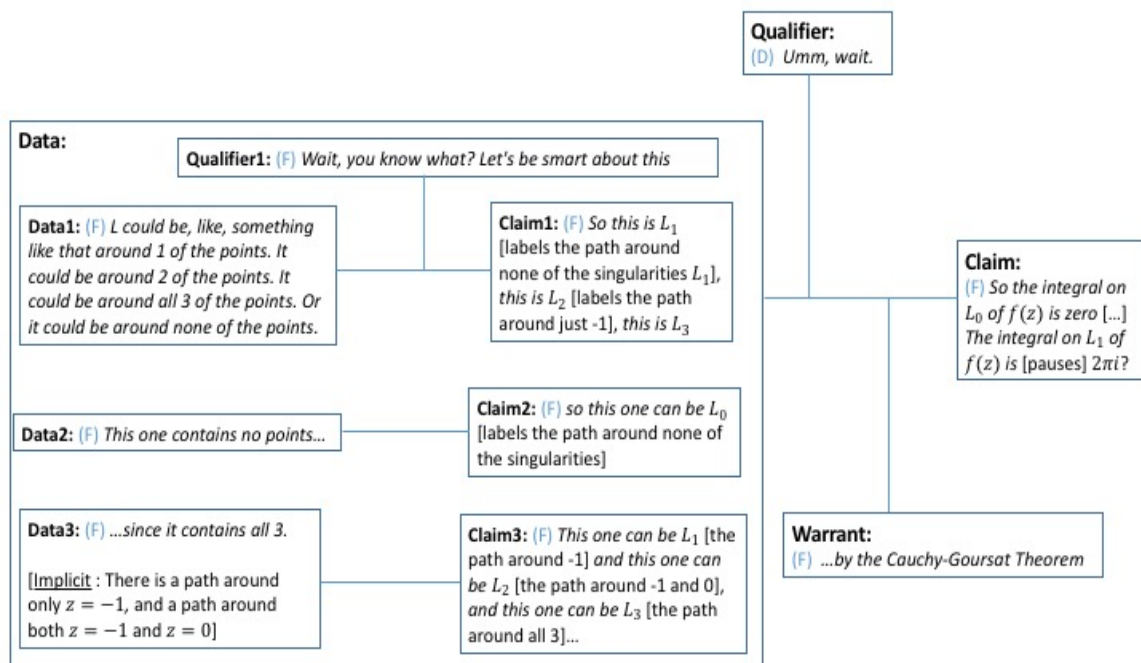 Qualifier:
(D) Umm, wait.
Data:
Qualifier1: (F) Wait, you know what? Let's be smart about this
Data1: (F) L could be, like, something
like that around 1 of the points. It
could be around 2 of the points. It
could be around all 3 of the points. Or
it could be around none of the points.
Claim1: (F) So this is L₁
[labels the path around
none of the singularities L₁],
this is L₂ [labels the path
around just -1], this is L₃
Claim:
(F) So the integral on
L₀ of f(z) is zero [...]
The integral on L₁ of
f(z) is [pauses] 2πi?
Data2: (F) This one contains no points…
Claim2: (F) so this one can be L₀
[labels the path around none of
the singularities]
Data3: (F) …since it contains all 3.
[Implicit : There is a path around
only z = −1, and a path around
both z = −1 and z = 0]
Claim3: (F) This one can be L₁ [the
path around -1] and this one can
be L₂ [the path around -1 and 0],
and this one can be L₃ [the path
around all 3]…
Warrant:
(F) …by the Cauchy-Goursat Theorem